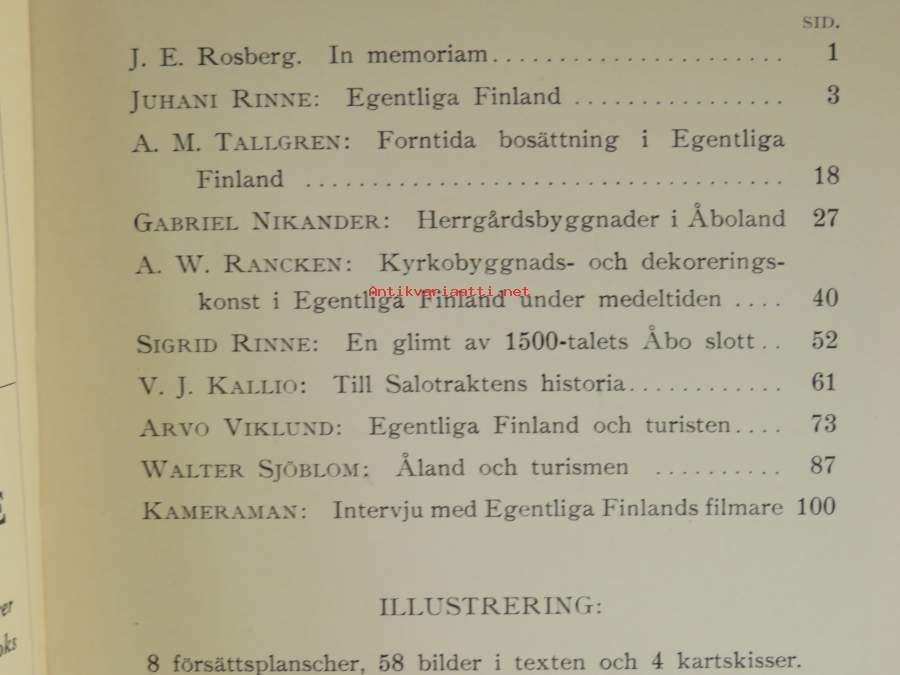 SID.
J. E. Rosberg. In memoriam........................ 1
JUHANI RINNE: Egentliga Finland ................ 3
A. M. TALLGREN: Forntida bosättning i Egentliga
Finland .................................... 18
GABRIEL NIKANDER: Herrgårdsbyggnader i Åboland 27
A. W. RANCKEN: Kyrkobyggnads- och dekorerings-
konst i Egentliga Finland under medeltiden .... 40
Antikvariaatti.net
SIGRID RINNE: En glimt av 1500-talets Åbo slott.. 52
V. J. KALLIO: Till Salotraktens historia............ 61
ARVO VIKLUND: Egentliga Finland och turisten.... 73
WALTER SJÖBLOM: Åland och turismen .......... 87
KAMERAMAN: Intervju med Egentliga Finlands filmare 100
ILLUSTRERING:
8 försättsplanscher, 58 bilder i texten och 4 kartskisser.